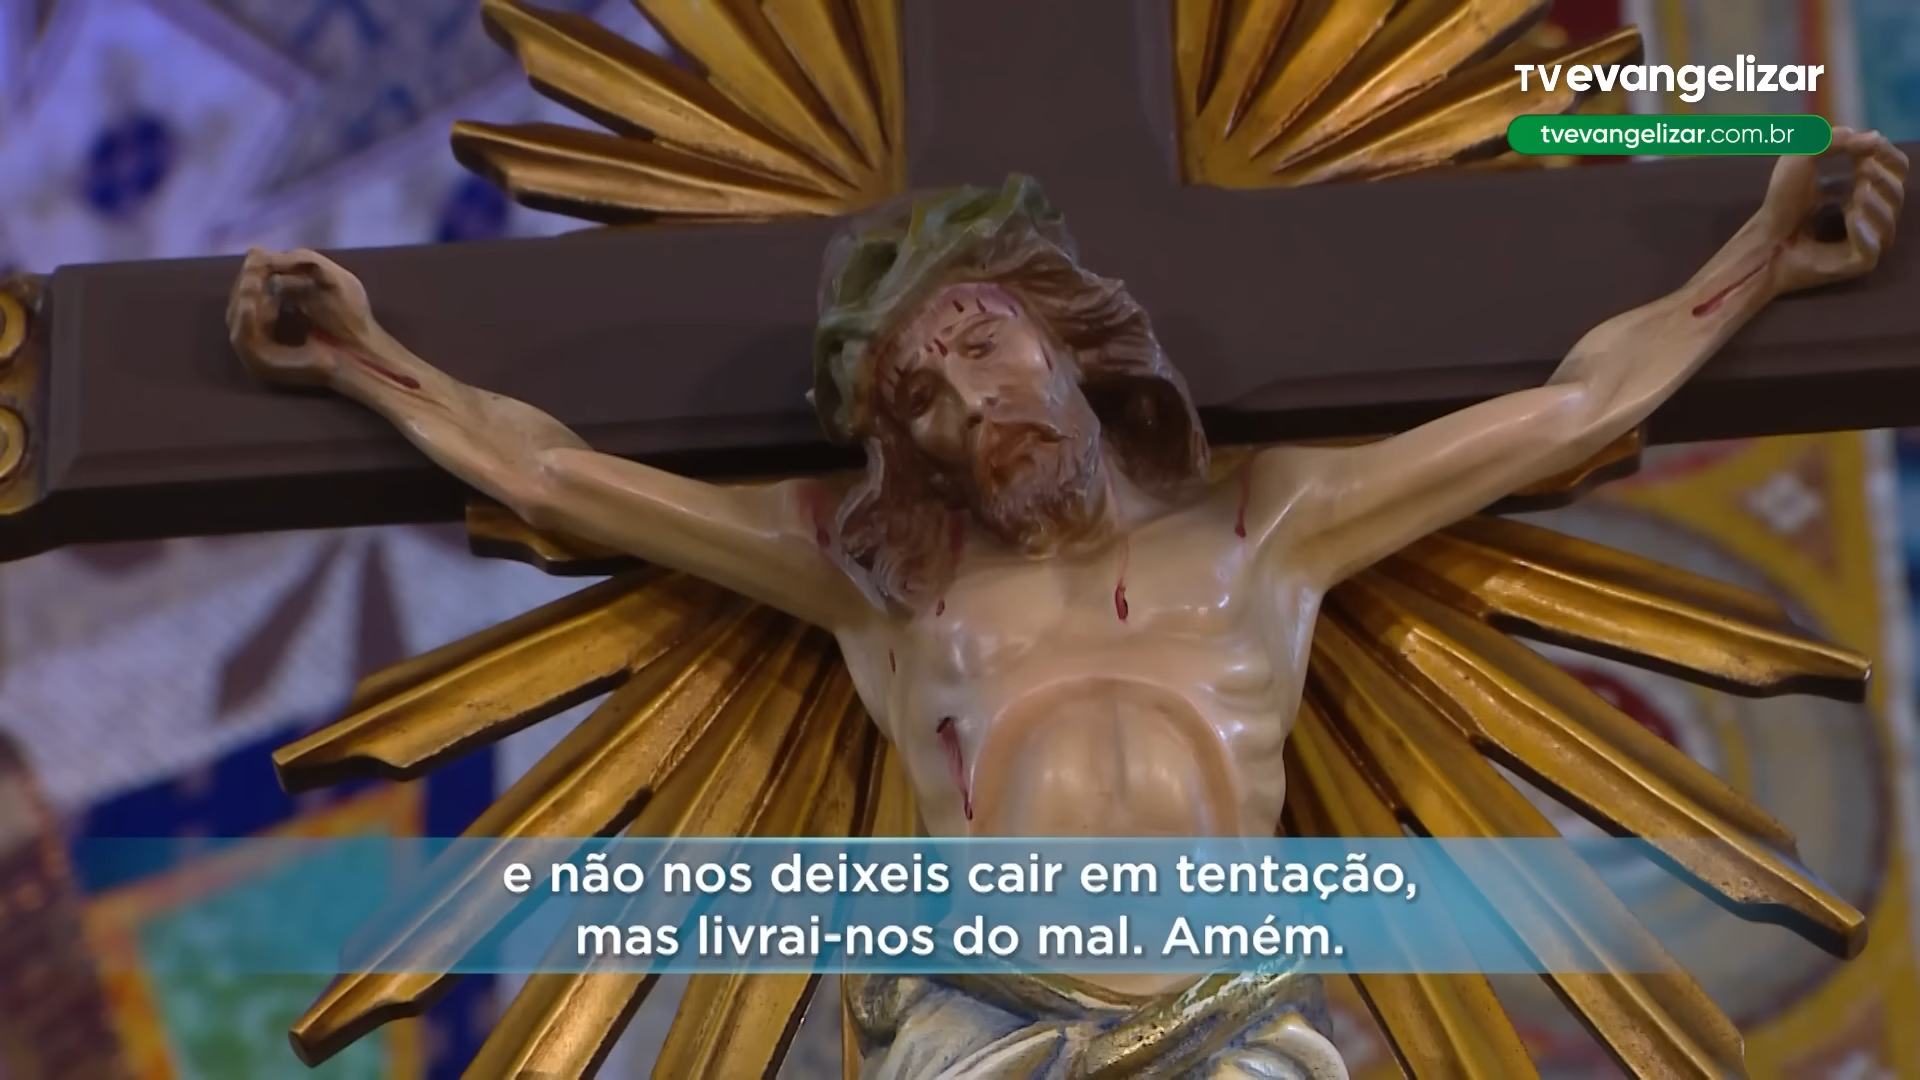 TVevangelizar
tvevangelizar.com.br
e não nos deixeis cair em tentação,
mas livrai-nos do mal. Amém.